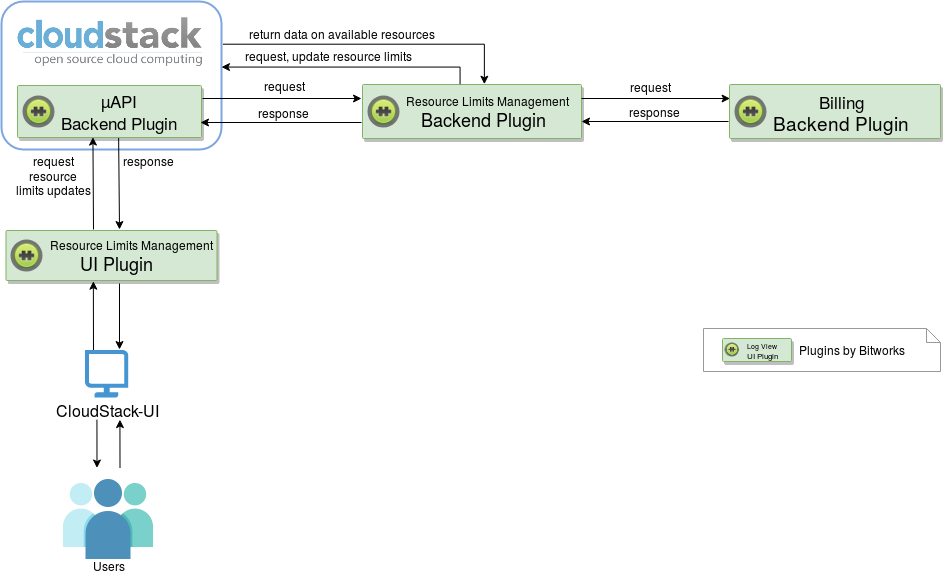 cloudstack
open source cloud computing
return data on available resources
request, update resource limits
µAPI
Backend Plugin
request
response
Resource Limits Management
Backend Plugin
request
response
Billing
Backend Plugin
request
resource
limits updates
response
Resource Limits Management
UI Plugin
Log View
UI Plugin
Plugins by Bitworks
CloudStack-UI
Users